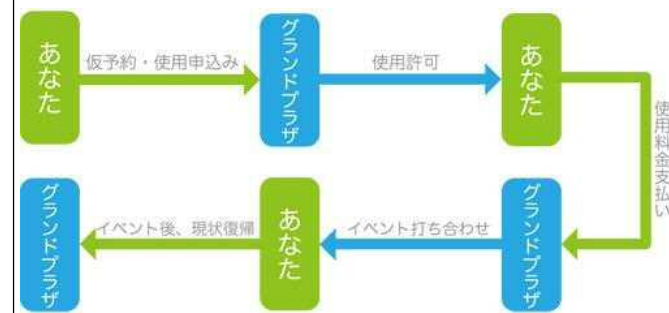 あなた
仮予約・使用申込み
グランドプラザ
使用許可
あなた
使用料金支払い
グランドプラザ
イベント打ち合わせ
あなた
イベント後、現状復帰
グランドプラザ